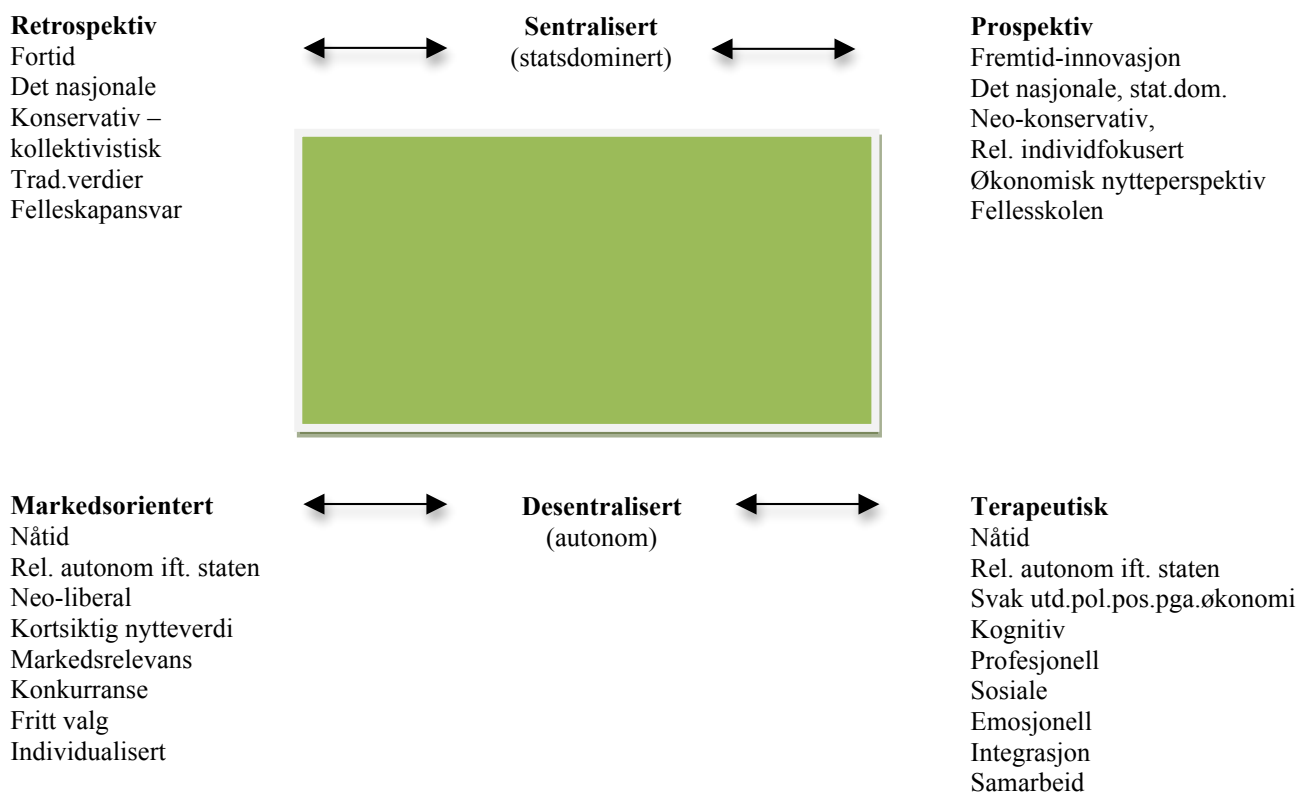 Retrospektiv
Fortid
Det nasjonale
Konservativ –
kollektivistisk
Trad.verdier
Felleskapansvar
Sentralisert
(statsdominert)
Prospektiv
Fremtid-innovasjon
Det nasjonale, stat.dom.
Neo-konservativ,
Rel. individfokusert
Økonomisk nytteperspektiv
Fellesskolen
Markedsorientert
Nåtid
Rel. autonom ift. staten
Neo-liberal
Kortsiktig nytteverdi
Markedsrelevans
Konkurranse
Fritt valg
Individualisert
Desentralisert
(autonom)
Terapeutisk
Nåtid
Rel. autonom ift. staten
Svak utd.pol.pos.pga.økonomi
Kognitiv
Profesjonell
Sosiale
Emosjonell
Integrasjon
Samarbeid